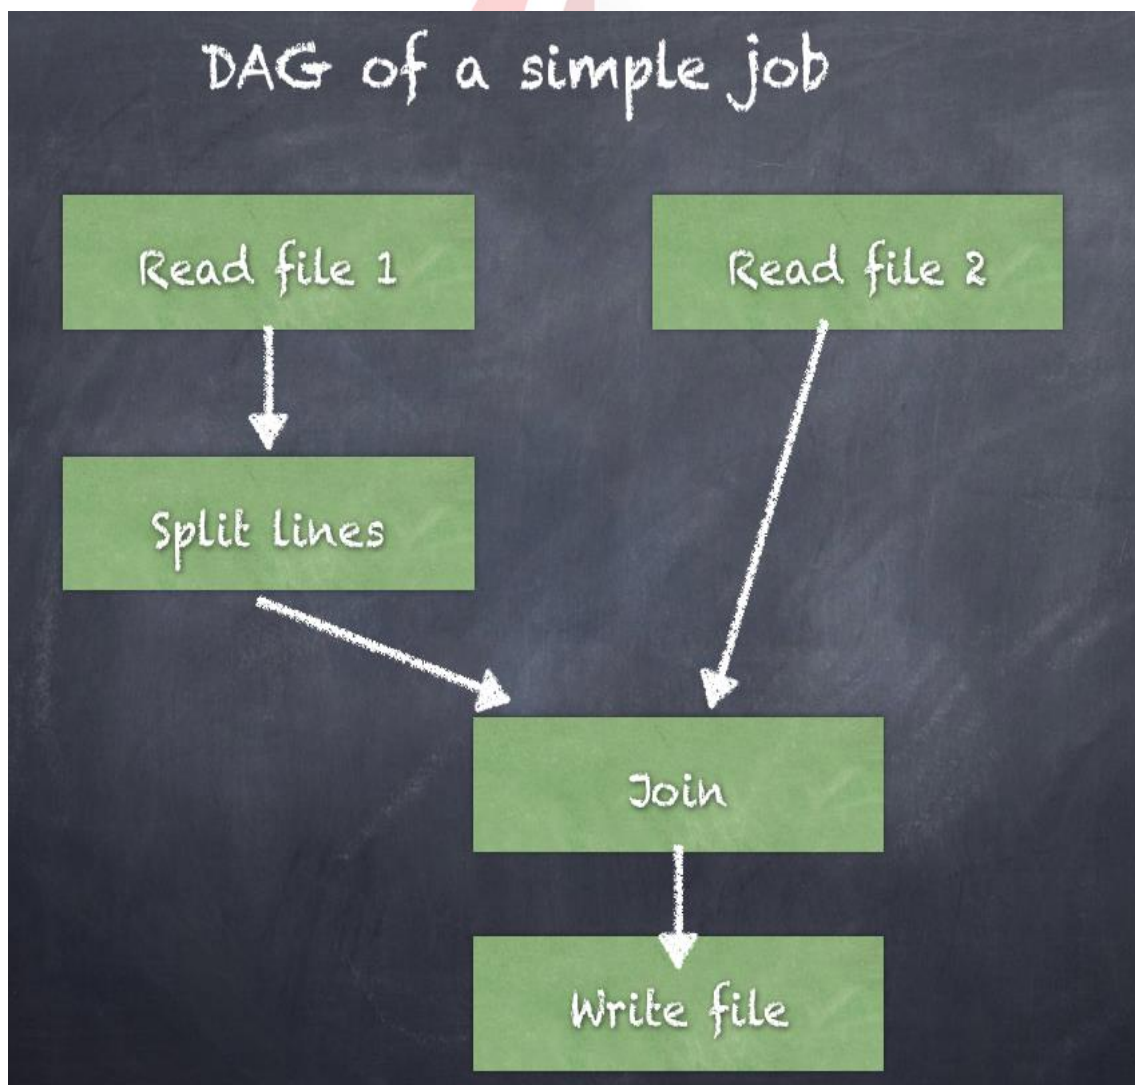 DAG of a simple job
Read file 1
Read file 2
Split lines
Join
Write file